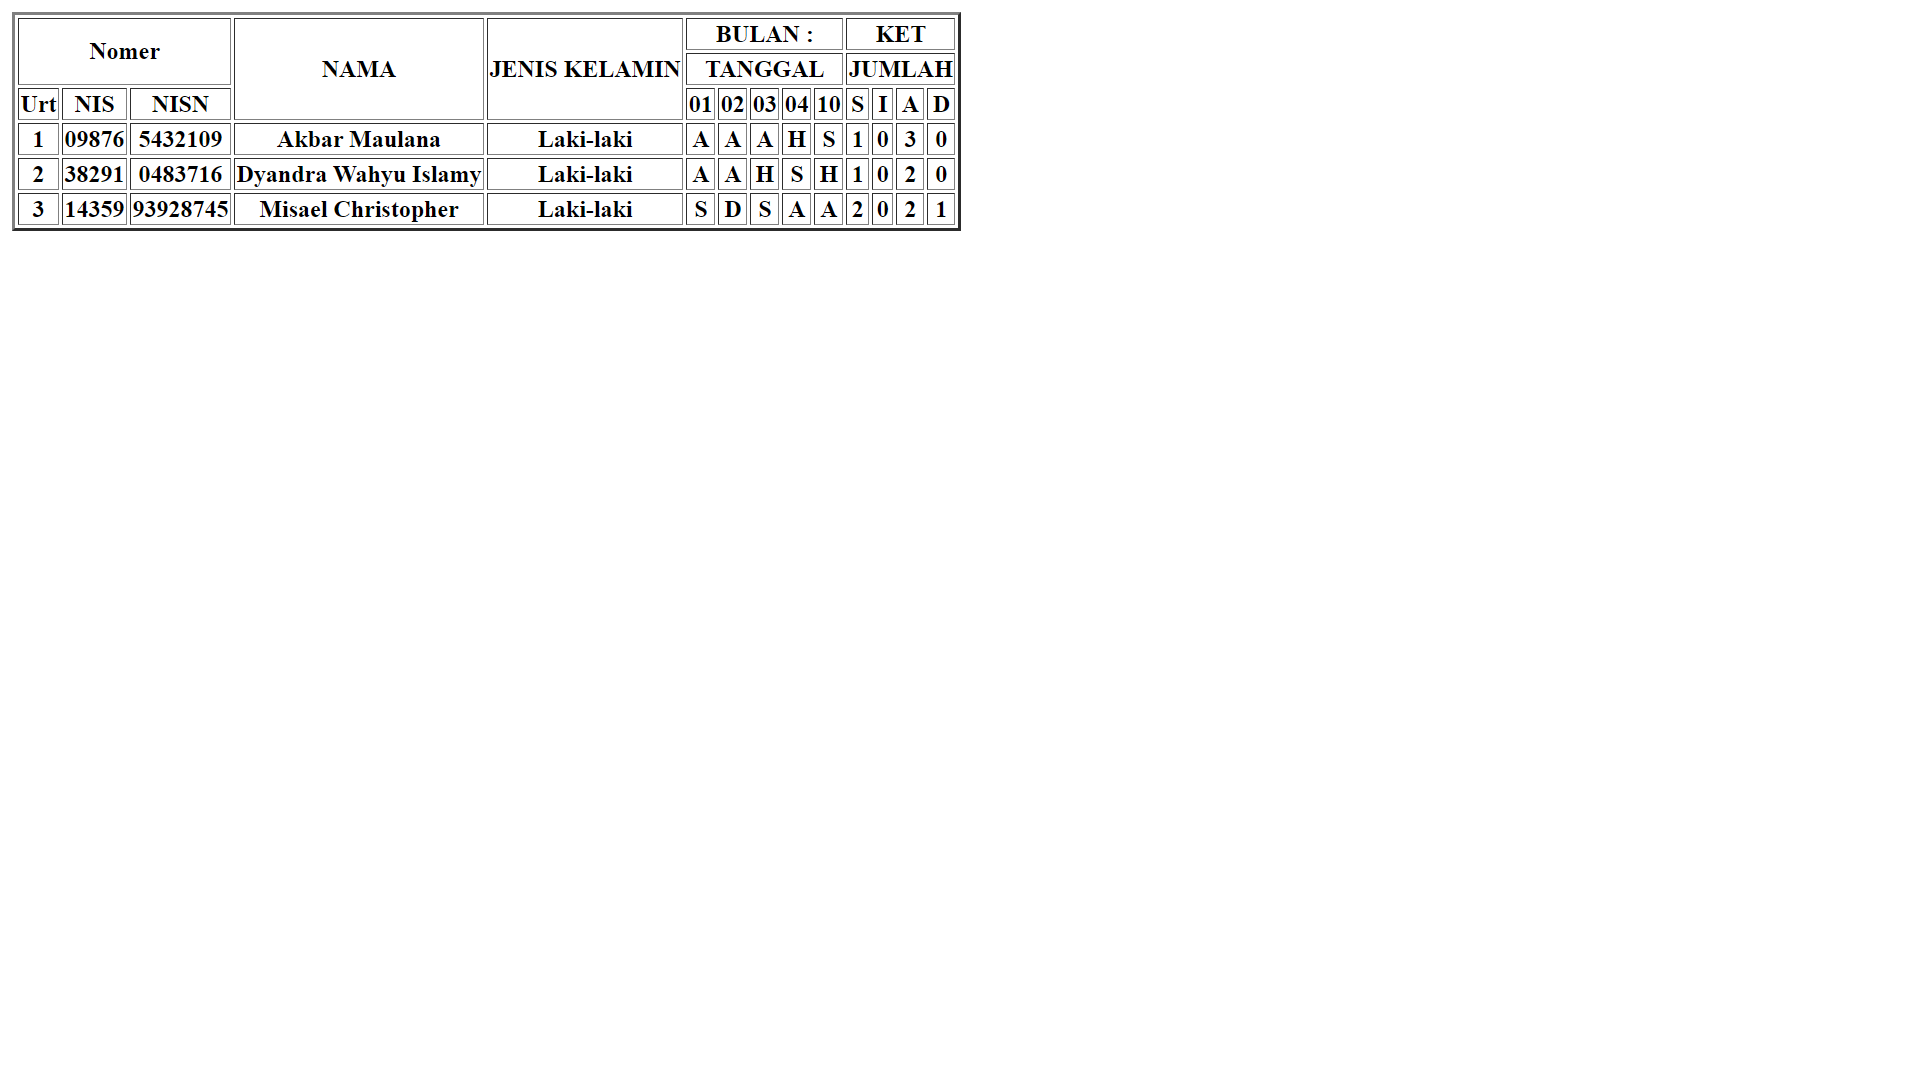 Nomer NAMA JENIS KELAMIN BULAN : KET
TANGGAL JUMLAH
Urt NIS NISN 01 02 03 04 10 S I A D
1 09876 5432109 Akbar Maulana Laki-laki A A A H S 1 0 3 0
2 38291 0483716 Dyandra Wahyu Islamy Laki-laki A A H S H 1 0 2 0
3 14359 93928745 Misael Christopher Laki-laki S D S A A 2 0 2 1